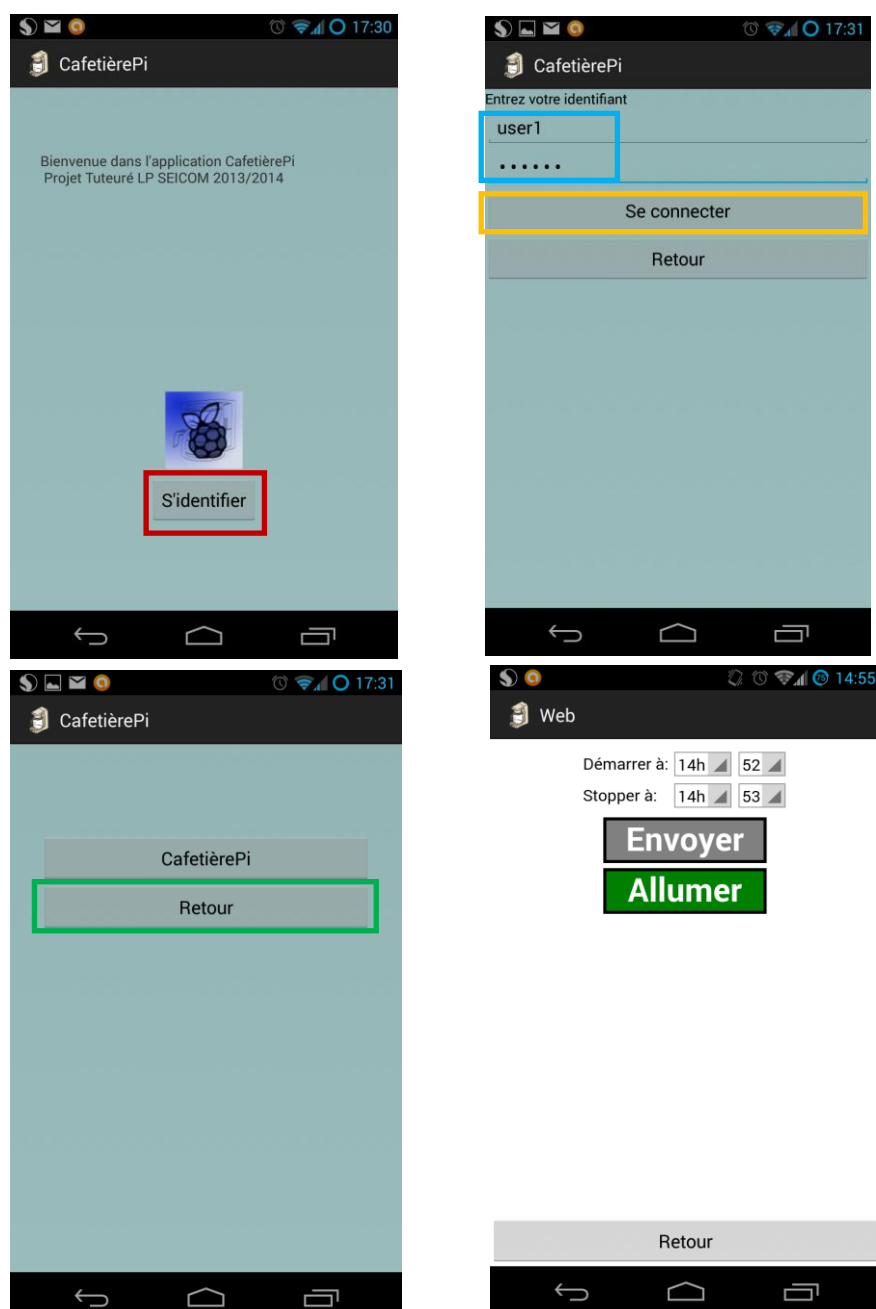 17:30
CafetièrePi
Bienvenue dans l'application CafetièrePi
Projet Tuteuré LP SEICOM 2013/2014
S'identifier
17:31
CafetièrePi
Entrez votre identifiant
user1
••••••
Se connecter
Retour
17:31
CafetièrePi
CafetièrePi
Retour
75 14:55
Web
Démarrer à: 14h 52
Stopper à: 14h 53
Envoyer
Allumer
Retour